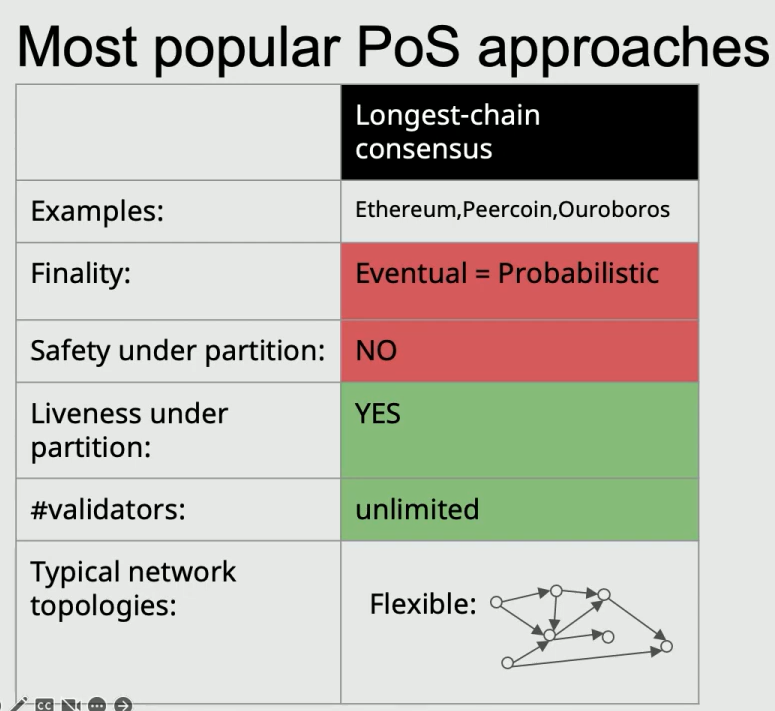 Most popular PoS approaches
Longest-chain
consensus
Examples:
Ethereum,Peercoin,Ouroboros
Finality:
Eventual = Probabilistic
Safety under partition:
NO
Liveness under
partition:
YES
#validators:
unlimited
Typical network
topologies:
Flexible:
CC